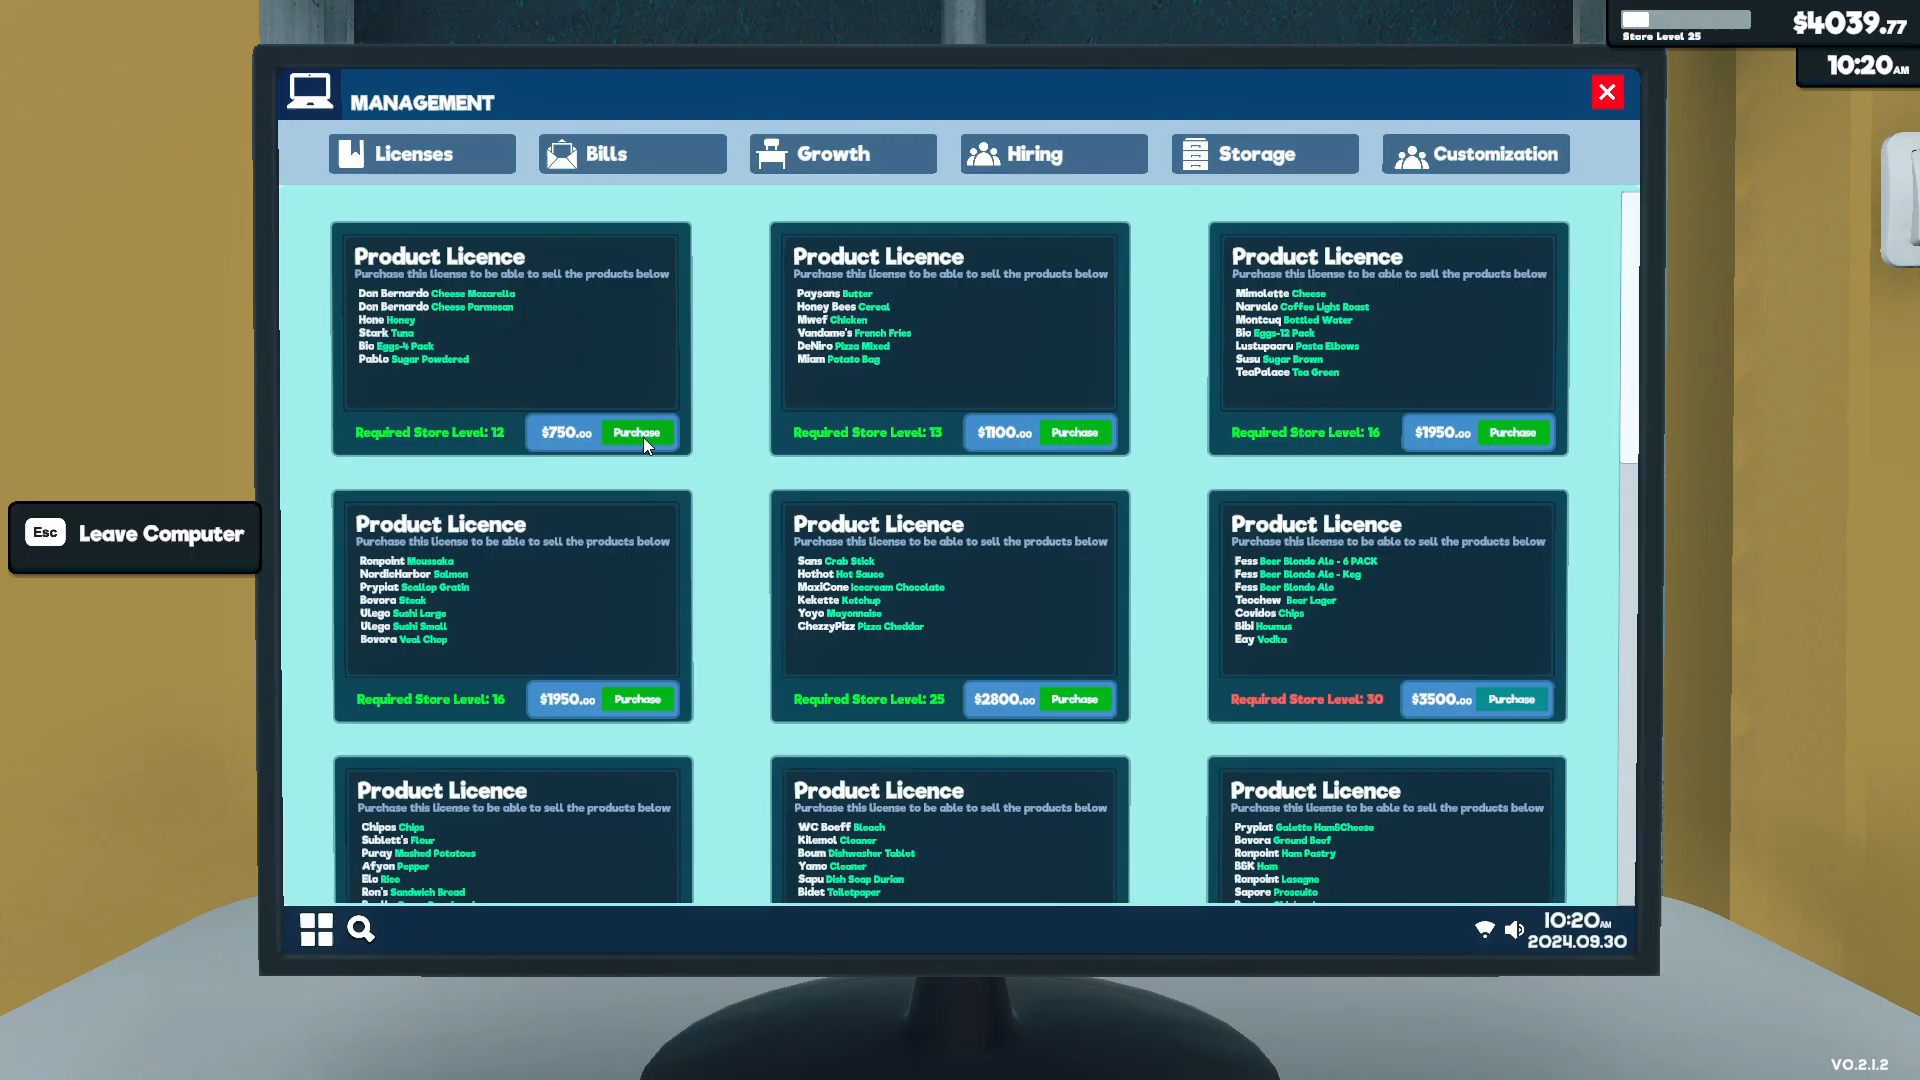 Store Level 25
$4039.77
10:20AM
MANAGEMENT
Licenses
Bills
Growth
Hiring
Storage
Customization
Product Licence
Purchase this license to be able to sell the products below
Don Bernardo Cheese Mozarella
Don Bernardo Cheese Parmesan
Hone Honey
Stark Tuna
Bio Eggs-4 Pack
Pablo Sugar Powdered
Required Store Level: 12
$750.00
Purchase
Product Licence
Purchase this license to be able to sell the products below
Paysans Butter
Honey Bees Cereal
Mwef Chicken
Vandame's French Fries
DeNiro Pizza Mixed
Miam Potato Bag
Required Store Level: 13
$1100.00
Purchase
Product Licence
Purchase this license to be able to sell the products below
Mimolette Cheese
Narvalo Coffee Light Roast
Montcuq Bottled Water
Bio Eggs-12 Pack
Lustupacru Pasta Elbows
Susu Sugar Brown
TeaPalace Tea Green
Required Store Level: 16
$1950.00
Purchase
Esc
Leave Computer
Product Licence
Purchase this license to be able to sell the products below
Ronpoint Moussaka
NordicHarbor Salmon
Prypiat Scallop Gratin
Bovora Steak
Ulego Sushi Large
Ulego Sushi Small
Bovora Veal Chop
Required Store Level: 16
$1950.00
Purchase
Product Licence
Purchase this license to be able to sell the products below
Sans Crab Stick
Hothot Hot Sauce
MaxiCone Icecream Chocolate
Kekette Ketchup
Yoyo Mayonnaise
ChezzyPizz Pizza Cheddar
Required Store Level: 25
$2800.00
Purchase
Product Licence
Purchase this license to be able to sell the products below
Fess Beer Blonde Ale - 6 PACK
Fess Beer Blonde Ale - Keg
Fess Beer Blonde Ale
Teochew Beer Lager
Covidos Chips
Bibi Houmus
Eay Vodka
Required Store Level: 30
$3500.00
Purchase
Product Licence
Purchase this license to be able to sell the products below
Chipos Chips
Sublett's Flour
Puray Mashed Potatoes
Afyon Pepper
Elo Rice
Ron's Sandwich Bread
Product Licence
Purchase this license to be able to sell the products below
WC Boeff Bleach
Kilemol Cleaner
Boum Dishwasher Tablet
Yamo Cleaner
Sapu Dish Soap Durian
Bidet Toiletpaper
Product Licence
Purchase this license to be able to sell the products below
Prypiat Galette Ham&Cheese
Bovora Ground Beef
Ronpoint Ham Pastry
B&K Ham
Ronpoint Lasagne
Sapore Proscuito
10:20AM
2024.09.30
V0.2.1.2